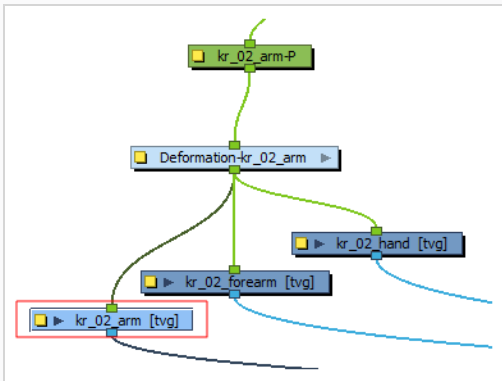 kr_02_arm-P
Deformation-kr_02_arm
kr_02_hand [tvg]
kr_02_forearm [tvg]
kr_02_arm [tvg]